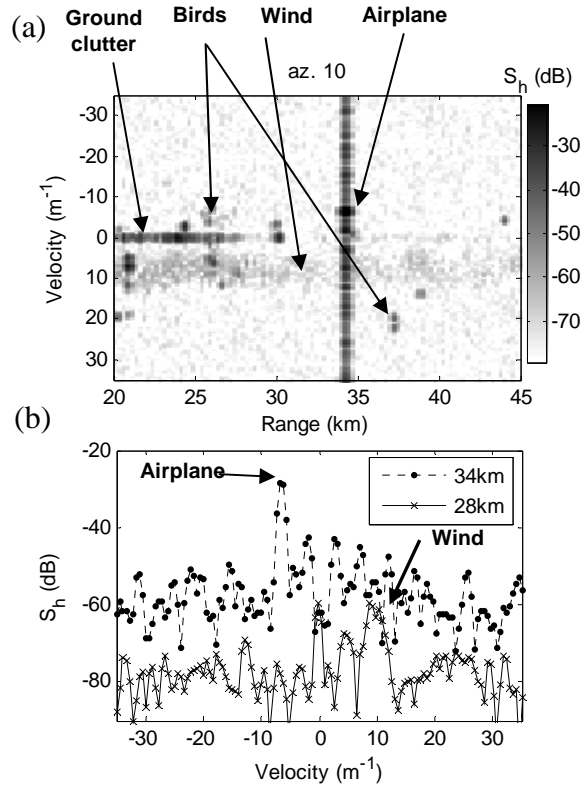 (a)
Ground clutter
Birds
Wind
Airplane
az. 10
S_h (dB)
-30
-20
-10
0
10
20
30
Velocity (m⁻¹)
20
25
30
35
40
45
Range (km)
-30
-40
-50
-60
-70
(b)
-20
-40
-60
-80
S_h (dB)
Airplane
34km
28km
Wind
-30
-20
-10
0
10
20
30
Velocity (m⁻¹)